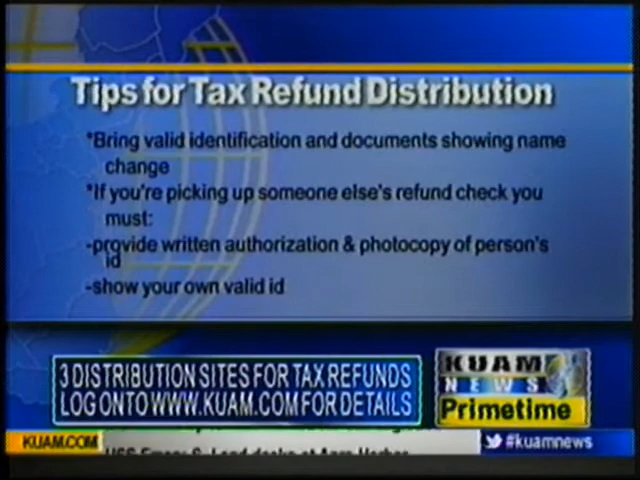 Tips for Tax Refund Distribution
*Bring valid identification and documents showing name
change
*If you're picking up someone else's refund check you
must:
-provide written authorization & photocopy of person's
id
-show your own valid id
3 DISTRIBUTION SITES FOR TAX REFUNDS
LOG ONTO WWW.KUAM.COM FOR DETAILS
KUAM
NEWS
Primetime
KUAM.COM
#kuamnews